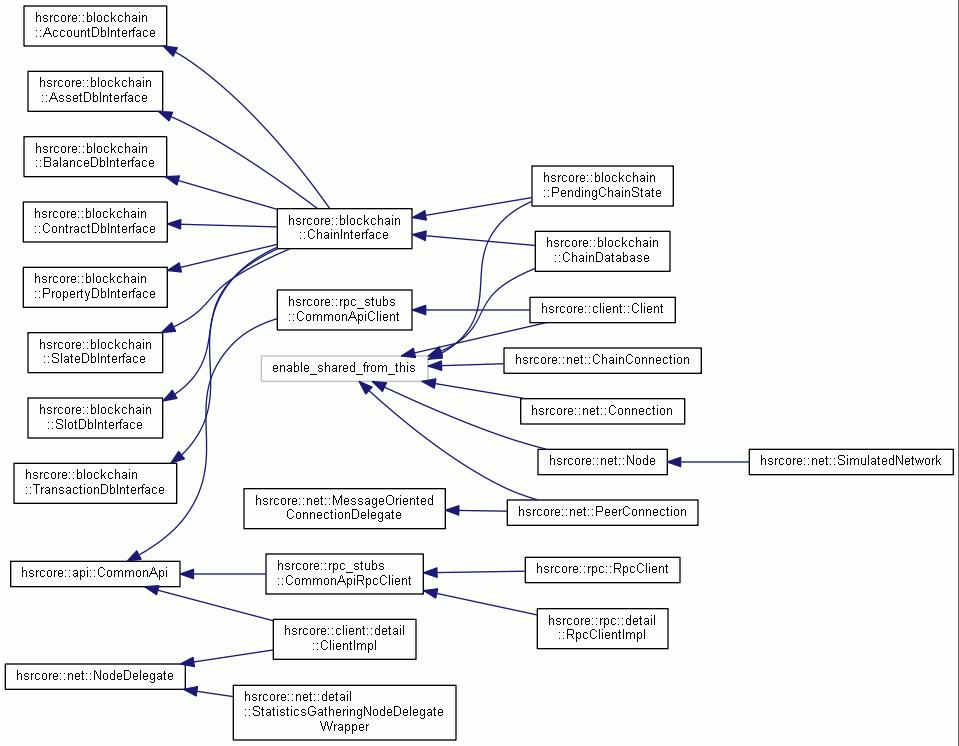 hsrcore::blockchain
::AccountDbInterface
hsrcore::blockchain
::AssetDbInterface
hsrcore::blockchain
::BalanceDbInterface
hsrcore::blockchain
::ContractDbInterface
hsrcore::blockchain
::PropertyDbInterface
hsrcore::blockchain
::SlateDbInterface
hsrcore::blockchain
::SlotDbInterface
hsrcore::blockchain
::TransactionDbInterface
hsrcore::api::CommonApi
hsrcore::net::NodeDelegate
hsrcore::blockchain
::ChainInterface
hsrcore::rpc_stubs
::CommonApiClient
enable_shared_from_this
hsrcore::net::MessageOriented
ConnectionDelegate
hsrcore::rpc_stubs
::CommonApiRpcClient
hsrcore::client::detail
::ClientImpl
hsrcore::net::detail
::StatisticsGatheringNodeDelegate
Wrapper
hsrcore::blockchain
::PendingChainState
hsrcore::blockchain
::ChainDatabase
hsrcore::client::Client
hsrcore::net::ChainConnection
hsrcore::net::Connection
hsrcore::net::Node
hsrcore::net::PeerConnection
hsrcore::rpc::RpcClient
hsrcore::rpc::detail
::RpcClientImpl
hsrcore::net::SimulatedNetwork